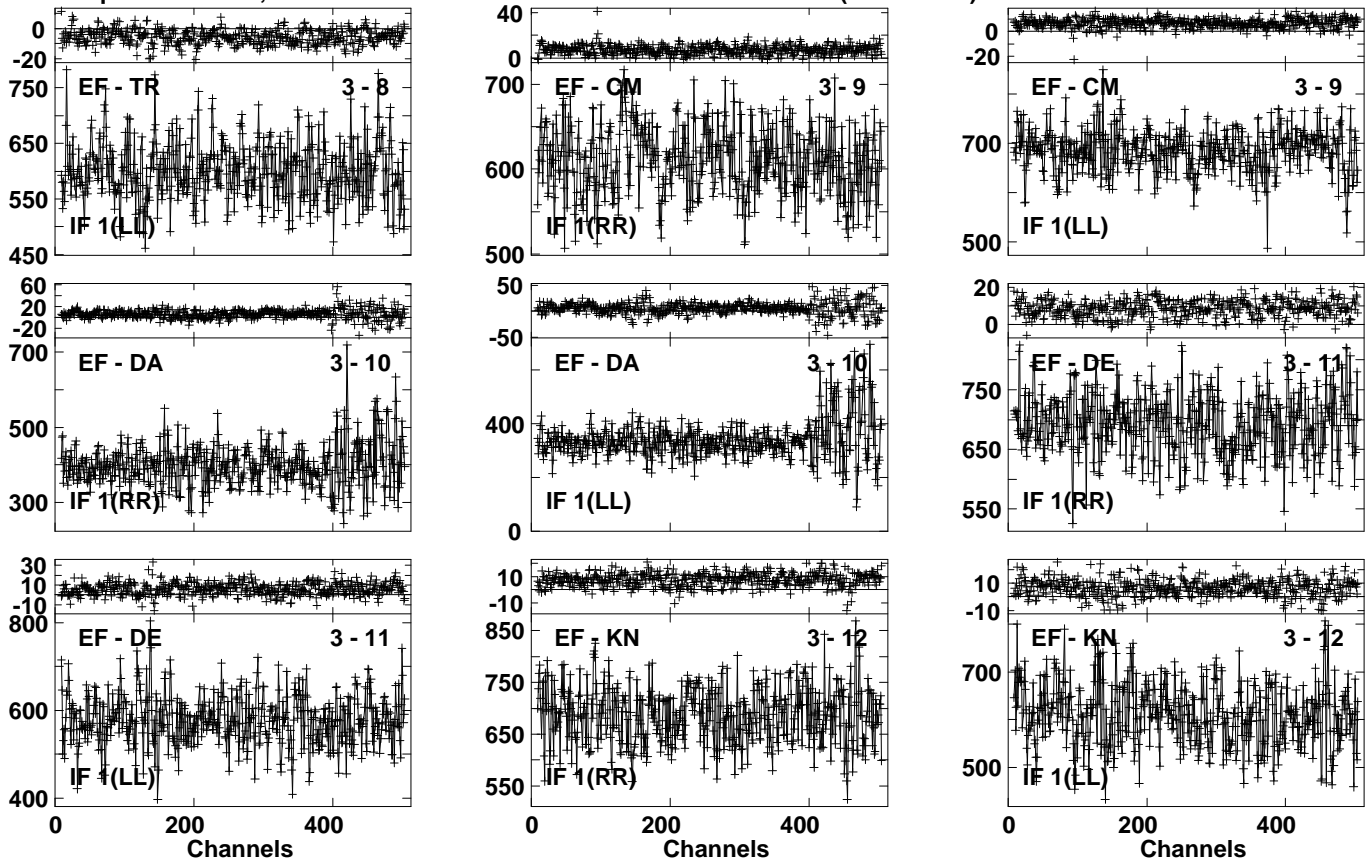 0
-20
EF - TR 3 - 8
750
650
550
450
IF 1(LL)
40
0
EF - CM 3 - 9
700
600
500
IF 1(RR)
0
-20
EF - CM 3 - 9
700
500
IF 1(LL)
60
20
-20
EF - DA 3 - 10
700
500
300
IF 1(RR)
50
-50
EF - DA 3 - 10
400
0
IF 1(LL)
20
0
EF - DE 3 - 11
750
650
550
IF 1(RR)
30
10
-10
EF - DE 3 - 11
800
600
400
IF 1(LL)
0 200 400
Channels
10
-10
EF - KN 3 - 12
850
750
650
550
IF 1(RR)
0 200 400
Channels
10
-10
EF - KN 3 - 12
700
500
IF 1(LL)
0 200 400
Channels